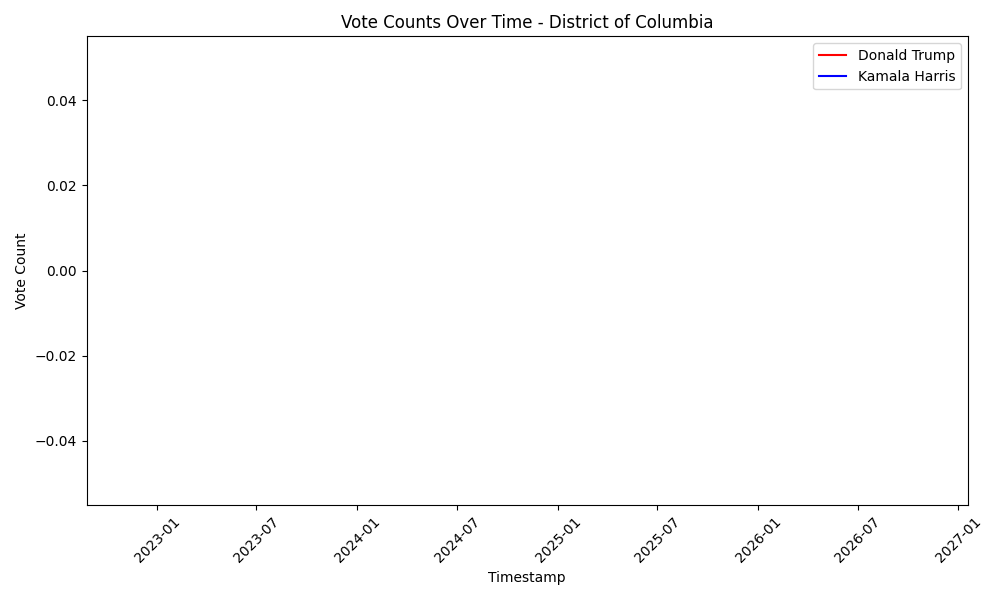 Vote Counts Over Time - District of Columbia
Donald Trump
Kamala Harris
0.04
0.02
0.00
−0.02
−0.04
Vote Count
2023-01
2023-07
2024-01
2024-07
2025-01
2025-07
2026-01
2026-07
2027-01
Timestamp